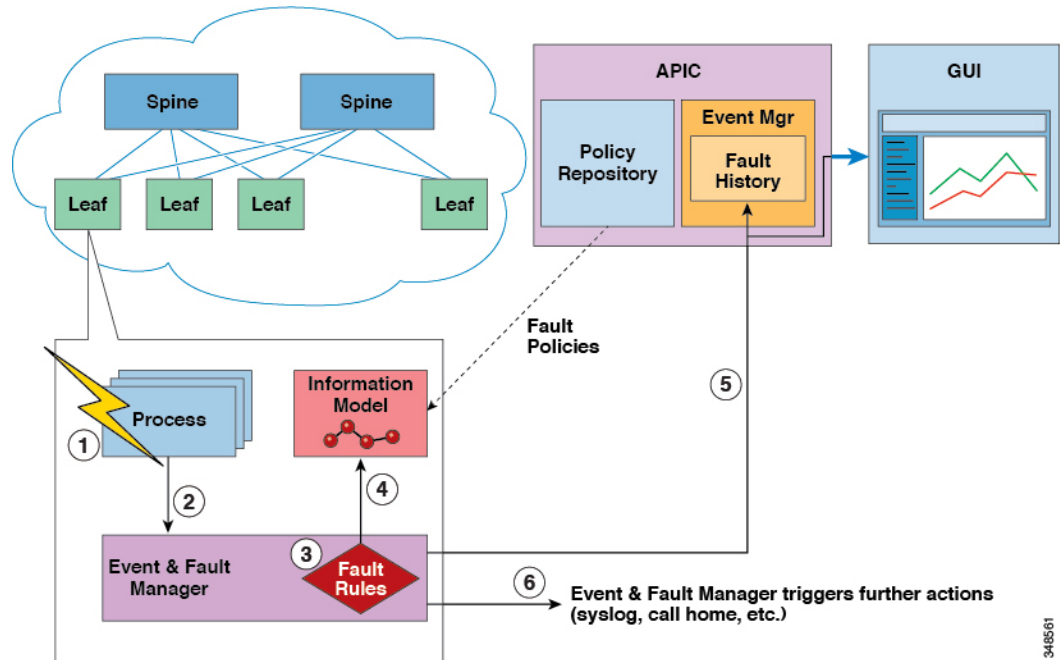 Spine
Spine
Leaf
Leaf
Leaf
Leaf
APIC
Policy
Repository
Event Mgr
Fault
History
GUI
Fault
Policies
Process
1
2
Information
Model
4
5
Event & Fault
Manager
3
Fault
Rules
6
Event & Fault Manager triggers further actions
(syslog, call home, etc.)
348561